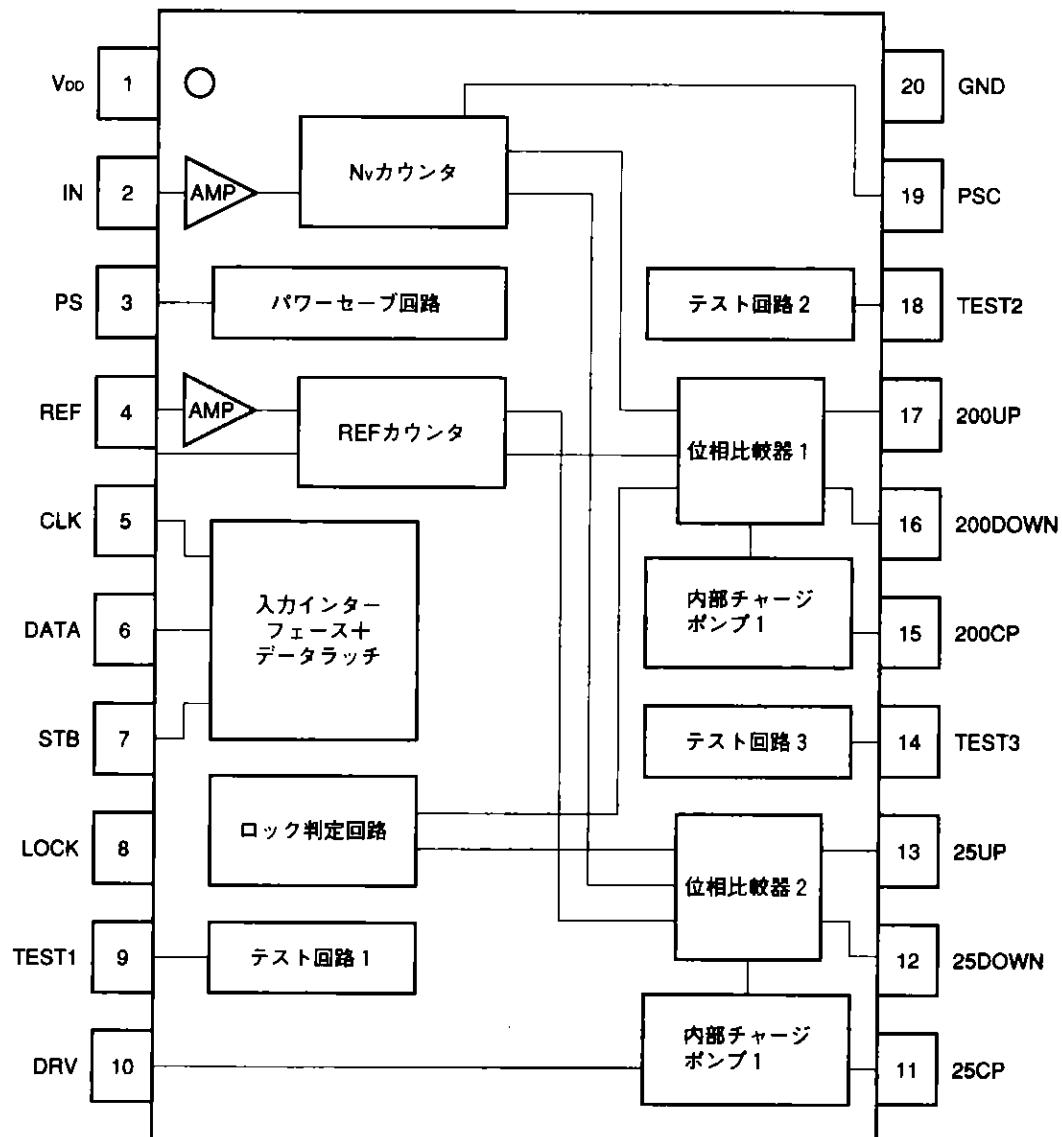 VDD
1
20
GND
Nvカウンタ
IN
2
AMP
19
PSC
PS
3
パワーセーブ回路
テスト回路2
18
TEST2
REF
4
AMP
REFカウンタ
位相比較器1
17
200UP
CLK
5
16
200DOWN
入力インター
フェース+
データラッチ
DATA
6
内部チャージ
ポンプ1
15
200CP
STB
7
テスト回路3
14
TEST3
LOCK
8
ロック判定回路
位相比較器2
13
25UP
TEST1
9
テスト回路1
12
25DOWN
DRV
10
内部チャージ
ポンプ1
11
25CP